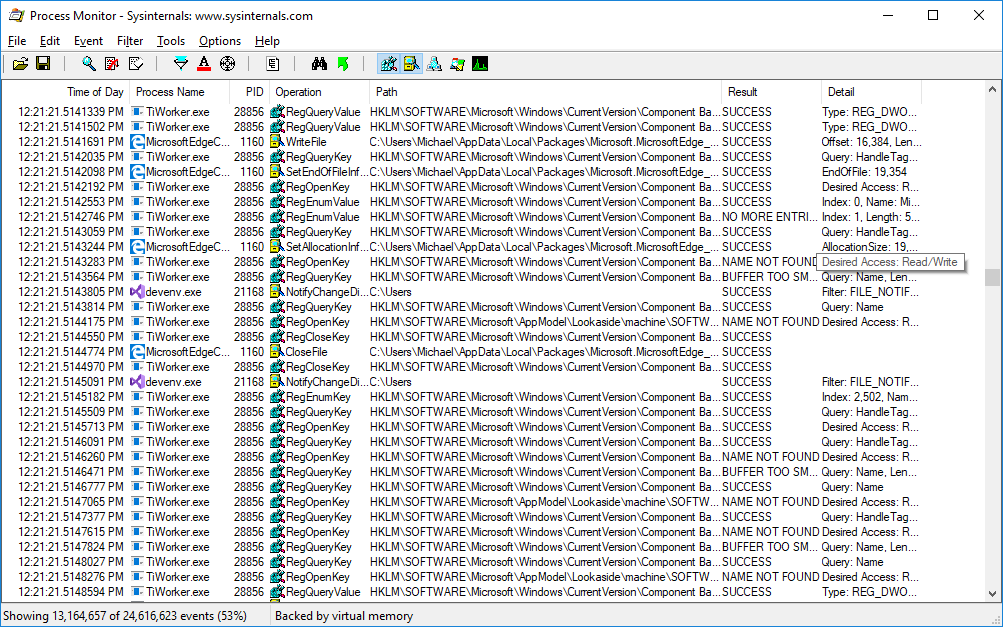 Process Monitor - Sysinternals: www.sysinternals.com
File Edit Event Filter Tools Options Help
Time of Day Process Name PID Operation Path Result Detail
12:21:21.5141339 PM TiWorker.exe 28856 RegQueryValue HKLM\SOFTWARE\Microsoft\Windows\CurrentVersion\Component Ba... SUCCESS Type: REG_DWO...
12:21:21.5141502 PM TiWorker.exe 28856 RegQueryValue HKLM\SOFTWARE\Microsoft\Windows\CurrentVersion\Component Ba... SUCCESS Type: REG_DWO...
12:21:21.5141691 PM MicrosoftEdgeC... 1160 WriteFile C:\Users\Michael\AppData\Local\Packages\Microsoft.MicrosoftEdge_... SUCCESS Offset: 16,384, Len...
12:21:21.5142035 PM TiWorker.exe 28856 RegQueryKey HKLM\SOFTWARE\Microsoft\Windows\CurrentVersion\Component Ba... SUCCESS Query: HandleTag...
12:21:21.5142098 PM MicrosoftEdgeC... 1160 SetEndOfFileInf... C:\Users\Michael\AppData\Local\Packages\Microsoft.MicrosoftEdge_... SUCCESS EndOfFile: 19,354
12:21:21.5142192 PM TiWorker.exe 28856 RegOpenKey HKLM\SOFTWARE\Microsoft\Windows\CurrentVersion\Component Ba... SUCCESS Desired Access: R...
12:21:21.5142553 PM TiWorker.exe 28856 RegEnumValue HKLM\SOFTWARE\Microsoft\Windows\CurrentVersion\Component Ba... SUCCESS Index: 0, Name: Mi...
12:21:21.5142746 PM TiWorker.exe 28856 RegEnumValue HKLM\SOFTWARE\Microsoft\Windows\CurrentVersion\Component Ba... NO MORE ENTRI... Index: 1, Length: 5...
12:21:21.5143059 PM TiWorker.exe 28856 RegQueryKey HKLM\SOFTWARE\Microsoft\Windows\CurrentVersion\Component Ba... SUCCESS Query: HandleTag...
12:21:21.5143244 PM MicrosoftEdgeC... 1160 SetAllocationInf... C:\Users\Michael\AppData\Local\Packages\Microsoft.MicrosoftEdge_... SUCCESS AllocationSize: 19,...
12:21:21.5143283 PM TiWorker.exe 28856 RegOpenKey HKLM\SOFTWARE\Microsoft\Windows\CurrentVersion\Component Ba... NAME NOT FOUND Desired Access: Read/Write
12:21:21.5143564 PM TiWorker.exe 28856 RegQueryKey HKLM\SOFTWARE\Microsoft\Windows\CurrentVersion\Component Ba... BUFFER TOO SM... Query: Name, Len...
12:21:21.5143805 PM devenv.exe 21168 NotifyChangeDi... C:\Users SUCCESS Filter: FILE_NOTIF...
12:21:21.5143814 PM TiWorker.exe 28856 RegQueryKey HKLM\SOFTWARE\Microsoft\Windows\CurrentVersion\Component Ba... SUCCESS Query: Name
12:21:21.5144175 PM TiWorker.exe 28856 RegOpenKey HKLM\SOFTWARE\Microsoft\AppModel\Lookaside\machine\SOFTW... NAME NOT FOUND Desired Access: R...
12:21:21.5144550 PM TiWorker.exe 28856 RegCloseKey HKLM\SOFTWARE\Microsoft\Windows\CurrentVersion\Component Ba... SUCCESS
12:21:21.5144774 PM MicrosoftEdgeC... 1160 CloseFile C:\Users\Michael\AppData\Local\Packages\Microsoft.MicrosoftEdge_... SUCCESS
12:21:21.5144970 PM TiWorker.exe 28856 RegCloseKey HKLM\SOFTWARE\Microsoft\Windows\CurrentVersion\Component Ba... SUCCESS
12:21:21.5145091 PM devenv.exe 21168 NotifyChangeDi... C:\Users SUCCESS Filter: FILE_NOTIF...
12:21:21.5145182 PM TiWorker.exe 28856 RegEnumKey HKLM\SOFTWARE\Microsoft\Windows\CurrentVersion\Component Ba... SUCCESS Index: 2,502, Nam...
12:21:21.5145509 PM TiWorker.exe 28856 RegQueryKey HKLM\SOFTWARE\Microsoft\Windows\CurrentVersion\Component Ba... SUCCESS Query: HandleTag...
12:21:21.5145713 PM TiWorker.exe 28856 RegOpenKey HKLM\SOFTWARE\Microsoft\Windows\CurrentVersion\Component Ba... SUCCESS Desired Access: R...
12:21:21.5146091 PM TiWorker.exe 28856 RegQueryKey HKLM\SOFTWARE\Microsoft\Windows\CurrentVersion\Component Ba... SUCCESS Query: HandleTag...
12:21:21.5146260 PM TiWorker.exe 28856 RegOpenKey HKLM\SOFTWARE\Microsoft\Windows\CurrentVersion\Component Ba... NAME NOT FOUND Desired Access: R...
12:21:21.5146471 PM TiWorker.exe 28856 RegQueryKey HKLM\SOFTWARE\Microsoft\Windows\CurrentVersion\Component Ba... BUFFER TOO SM... Query: Name, Len...
12:21:21.5146777 PM TiWorker.exe 28856 RegQueryKey HKLM\SOFTWARE\Microsoft\Windows\CurrentVersion\Component Ba... SUCCESS Query: Name
12:21:21.5147065 PM TiWorker.exe 28856 RegOpenKey HKLM\SOFTWARE\Microsoft\AppModel\Lookaside\machine\SOFTW... NAME NOT FOUND Desired Access: R...
12:21:21.5147377 PM TiWorker.exe 28856 RegQueryKey HKLM\SOFTWARE\Microsoft\Windows\CurrentVersion\Component Ba... SUCCESS Query: HandleTag...
12:21:21.5147615 PM TiWorker.exe 28856 RegOpenKey HKLM\SOFTWARE\Microsoft\Windows\CurrentVersion\Component Ba... NAME NOT FOUND Desired Access: R...
12:21:21.5147824 PM TiWorker.exe 28856 RegQueryKey HKLM\SOFTWARE\Microsoft\Windows\CurrentVersion\Component Ba... BUFFER TOO SM... Query: Name, Len...
12:21:21.5148027 PM TiWorker.exe 28856 RegQueryKey HKLM\SOFTWARE\Microsoft\Windows\CurrentVersion\Component Ba... SUCCESS Query: Name
12:21:21.5148276 PM TiWorker.exe 28856 RegOpenKey HKLM\SOFTWARE\Microsoft\AppModel\Lookaside\machine\SOFTW... NAME NOT FOUND Desired Access: R...
12:21:21.5148594 PM TiWorker.exe 28856 RegQueryValue HKLM\SOFTWARE\Microsoft\Windows\CurrentVersion\Component Ba... SUCCESS Type: REG_DWO...
Showing 13,164,657 of 24,616,623 events (53%) Backed by virtual memory